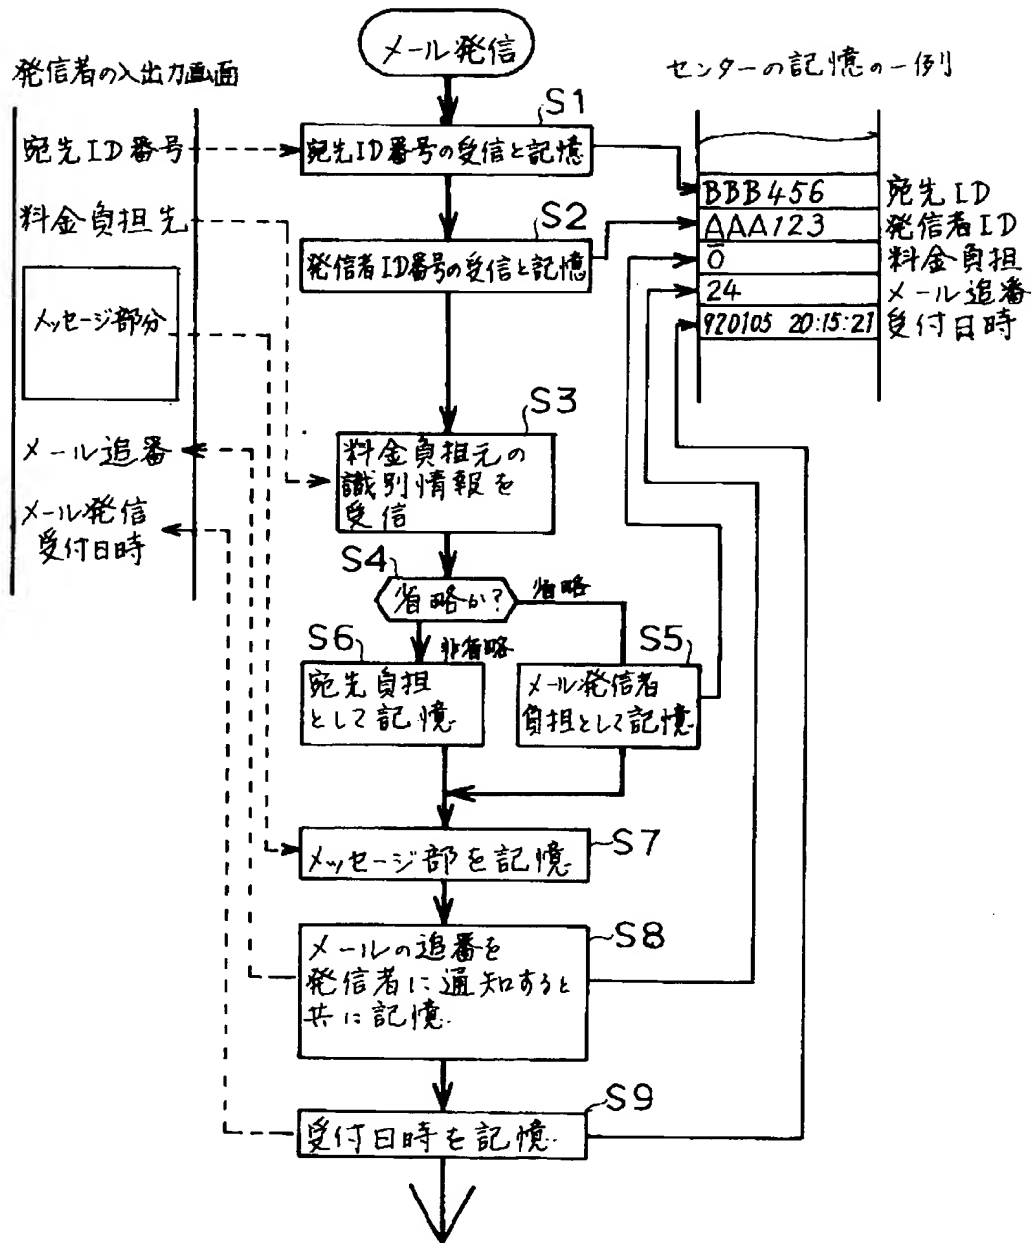 メール発信
発信者の入出力画面
センターの記憶の一例
宛先ID番号
料金負担先
メッセージ部分
メール追番
メール発信
受付日時
S1
宛先ID番号の受信と記憶
S2
発信者ID番号の受信と記憶
BBB456 宛先ID
AAA123 発信者ID
0 料金負担
24 メール追番
920105 20:15:21 受付日時
S3
料金負担元の
識別情報を
受信
S4
省略か?
省略
非省略
S6
宛先負担
として記憶
S5
メール発信者
負担として記憶
メッセージ部を記憶
S7
メールの追番を
発信者に通知すると
共に記憶
S8
受付日時を記憶
S9